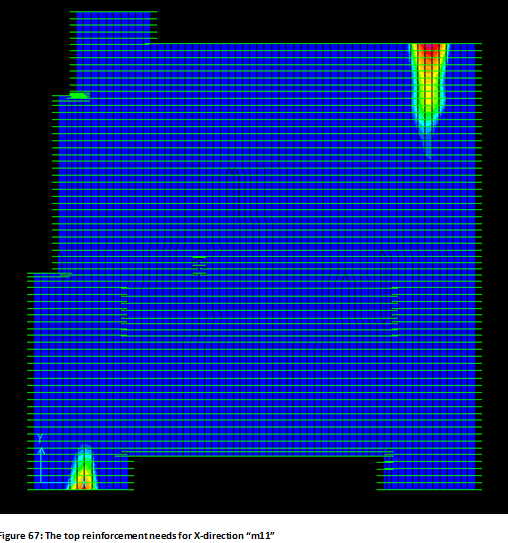 Y
Figure 67: The top reinforcement needs for X-direction “m11”